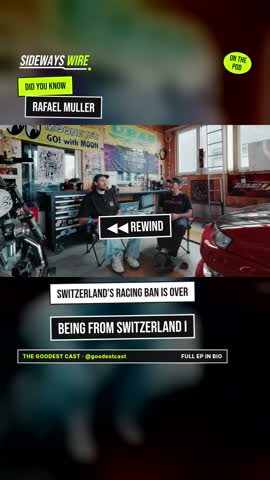 SIDEWAYS WIRE.
ON THE
POD
DID YOU KNOW
RAFAEL MULLER
MOONEYES
GO! with MOON
REWIND
SWITZERLAND'S RACING BAN IS OVER
BEING FROM SWITZERLAND I
THE GOODEST CAST · @goodestcast
FULL EP IN BIO